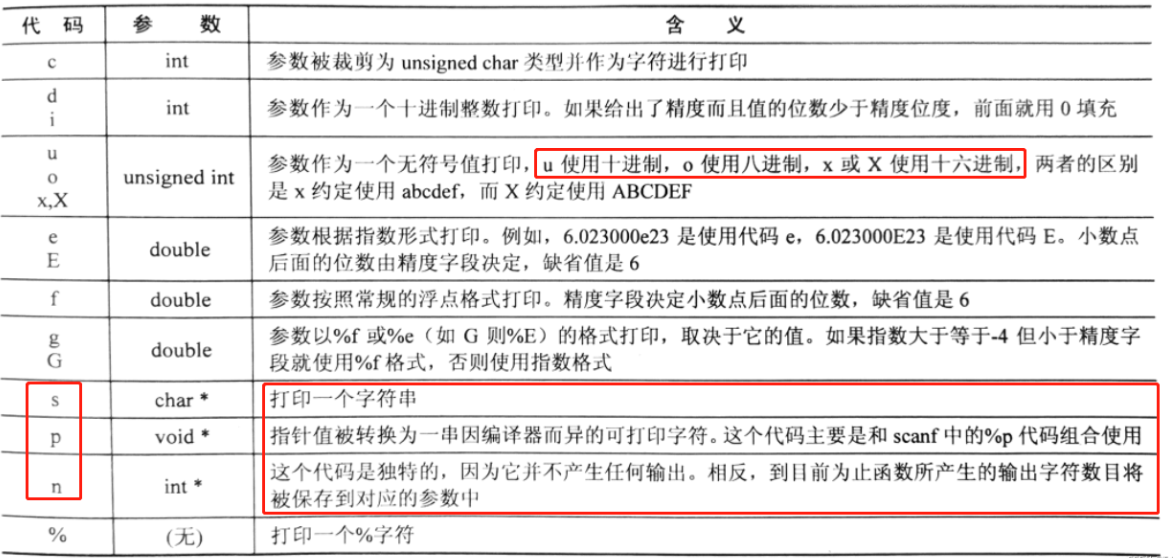 代 码 参 数 含 义
c int 参数被裁剪为 unsigned char 类型并作为字符进行打印
d
i int 参数作为一个十进制整数打印。如果给出了精度而且值的位数少于精度位度，前面就用 0 填充
u
o
x,X unsigned int 参数作为一个无符号值打印，u 使用十进制，o 使用八进制，x 或 X 使用十六进制，两者的区别
是 x 约定使用 abcdef，而 X 约定使用 ABCDEF
e
E double 参数根据指数形式打印。例如，6.023000e23 是使用代码 e，6.023000E23 是使用代码 E。小数点
后面的位数由精度字段决定，缺省值是 6
f double 参数按照常规的浮点格式打印。精度字段决定小数点后面的位数，缺省值是 6
g
G double 参数以%f 或%e（如 G 则%E）的格式打印，取决于它的值。如果指数大于等于-4 但小于精度字
段就使用%f 格式，否则使用指数格式
s char * 打印一个字符串
p void * 指针值被转换为一串因编译器而异的可打印字符。这个代码主要是和 scanf 中的%p 代码组合使用
n int * 这个代码是独特的，因为它并不产生任何输出。相反，到目前为止函数所产生的输出字符数目将
被保存到对应的参数中
% (无) 打印一个%字符